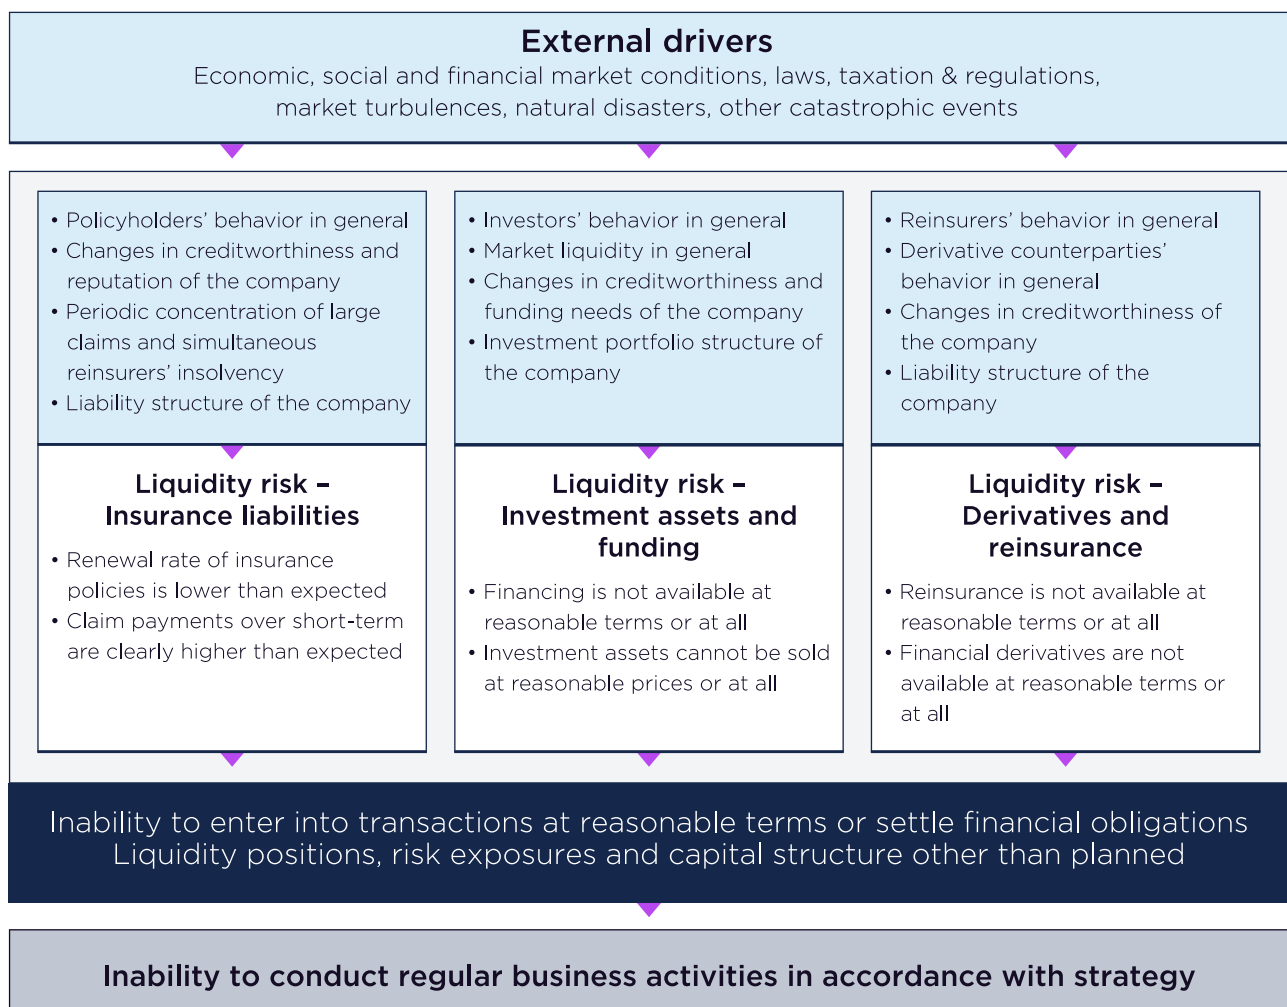 External drivers
Economic, social and financial market conditions, laws, taxation & regulations,
market turbulences, natural disasters, other catastrophic events
• Policyholders’ behavior in general
• Changes in creditworthiness and
reputation of the company
• Periodic concentration of large
claims and simultaneous
reinsurers’ insolvency
• Liability structure of the company
• Investors’ behavior in general
• Market liquidity in general
• Changes in creditworthiness and
funding needs of the company
• Investment portfolio structure of
the company
• Reinsurers’ behavior in general
• Derivative counterparties’
behavior in general
• Changes in creditworthiness of
the company
• Liability structure of the
company
Liquidity risk –
Insurance liabilities
• Renewal rate of insurance
policies is lower than expected
• Claim payments over short-term
are clearly higher than expected
Liquidity risk –
Investment assets and
funding
• Financing is not available at
reasonable terms or at all
• Investment assets cannot be sold
at reasonable prices or at all
Liquidity risk –
Derivatives and
reinsurance
• Reinsurance is not available at
reasonable terms or at all
• Financial derivatives are not
available at reasonable terms or
at all
Inability to enter into transactions at reasonable terms or settle financial obligations
Liquidity positions, risk exposures and capital structure other than planned
Inability to conduct regular business activities in accordance with strategy